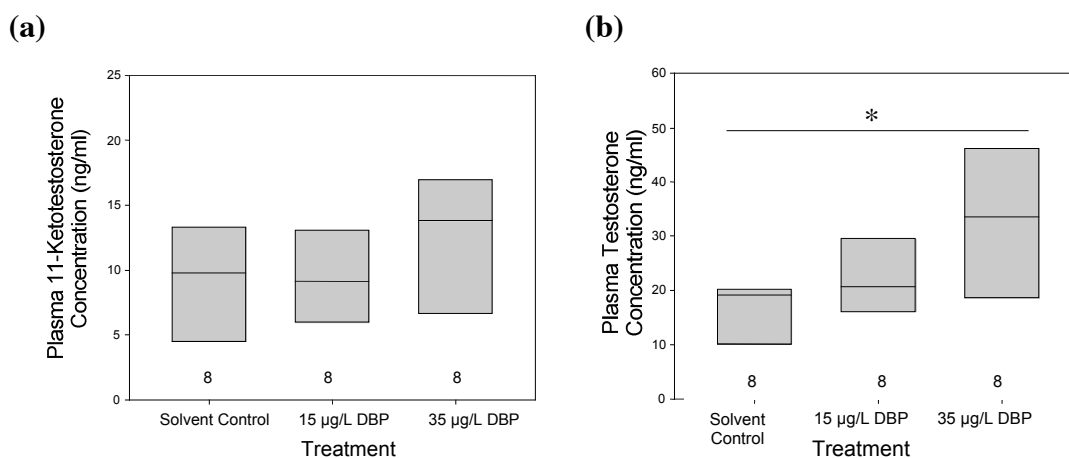 (a)
Plasma 11-Ketotestosterone
Concentration (ng/ml)
25
20
15
10
5
0
8
8
8
Solvent Control
15 µg/L DBP
35 µg/L DBP
Treatment
(b)
Plasma Testosterone
Concentration (ng/ml)
60
50
40
30
20
10
0
*
8
8
8
Solvent
Control
15 µg/L DBP
35 µg/L DBP
Treatment